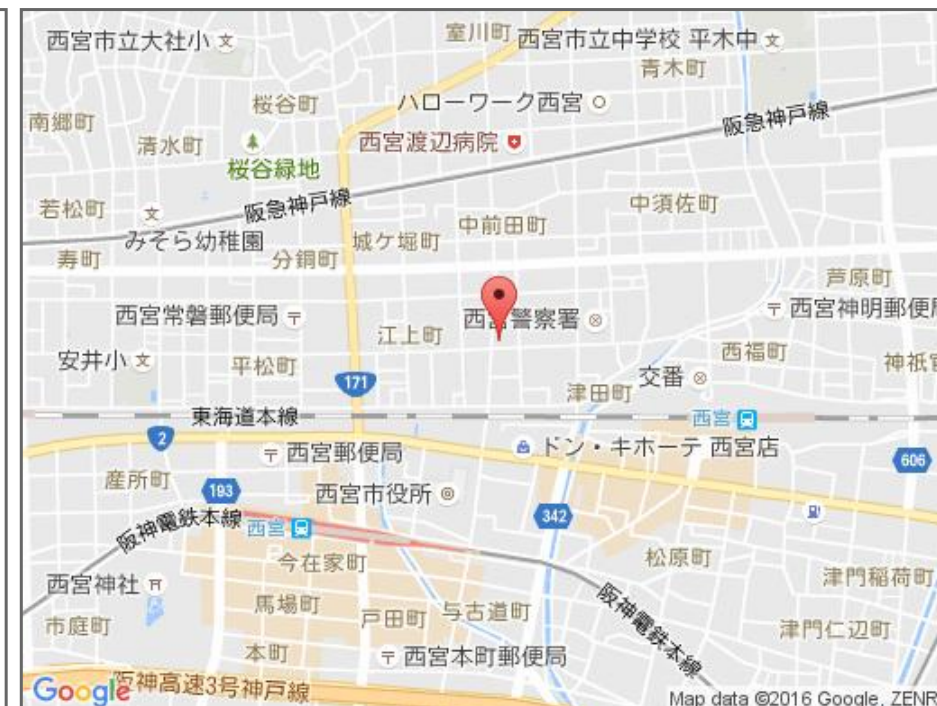 室川町
西宮市立大社小
西宮市立中学校 平木中
青木町
桜谷町
ハローワーク西宮
南郷町
阪急神戸線
清水町
西宮渡辺病院
桜谷緑地
若松町
阪急神戸線
中須佐町
中前田町
みそら幼稚園
城ケ堀町
寿町
分銅町
芦原町
西宮常磐郵便局
西宮警察署
西宮神明郵便局
江上町
安井小
平松町
西福町
神祇官
交番
171
津田町
東海道本線
西宮
2
西宮郵便局
ドン・キホーテ 西宮店
606
産所町
193
西宮市役所
342
阪神電鉄本線
西宮
今在家町
松原町
西宮神社
津門稲荷町
馬場町
戸田町
与古道町
阪神電鉄本線
市庭町
津門仁辺町
本町
西宮本町郵便局
Google
阪神高速3号神戸線
Map data ©2016 Google, ZENR